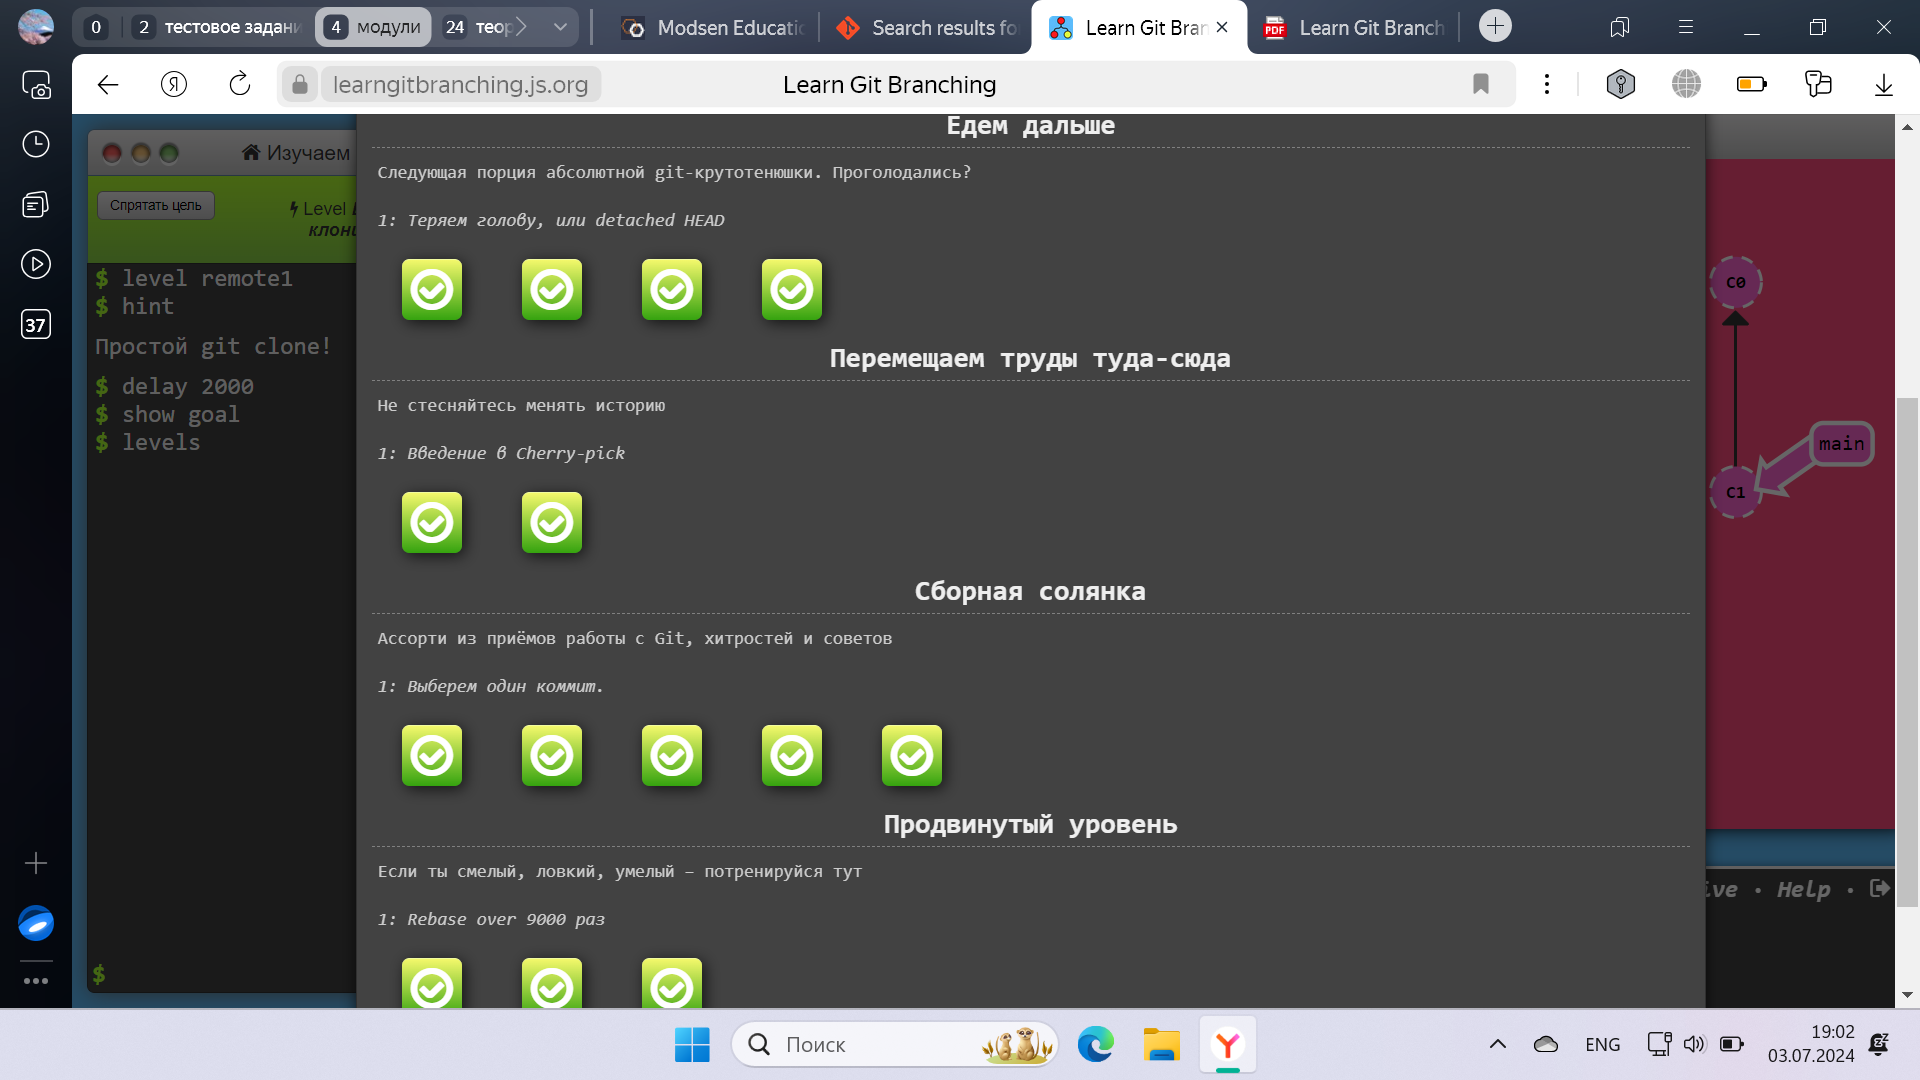 0
2 тестовое задани
4 модули
24 теор
Modsen Educatio
Search results fo
Learn Git Bran
Learn Git Branch
learngitbranching.js.org
Learn Git Branching
37
Изучаем
Спрятать цель
Level
клони
$ level remote1
$ hint
Простой git clone!
$ delay 2000
$ show goal
$ levels
$
Едем дальше
Следующая порция абсолютной git-крутотенюшки. Проголодались?
1: Теряем голову, или detached HEAD
Перемещаем труды туда-сюда
Не стесняйтесь менять историю
1: Введение в Cherry-pick
Сборная солянка
Ассорти из приёмов работы с Git, хитростей и советов
1: Выберем один коммит.
Продвинутый уровень
Если ты смелый, ловкий, умелый – потренируйся тут
1: Rebase over 9000 раз
C0
main
C1
ive • Help •
Поиск
ENG
19:02
03.07.2024